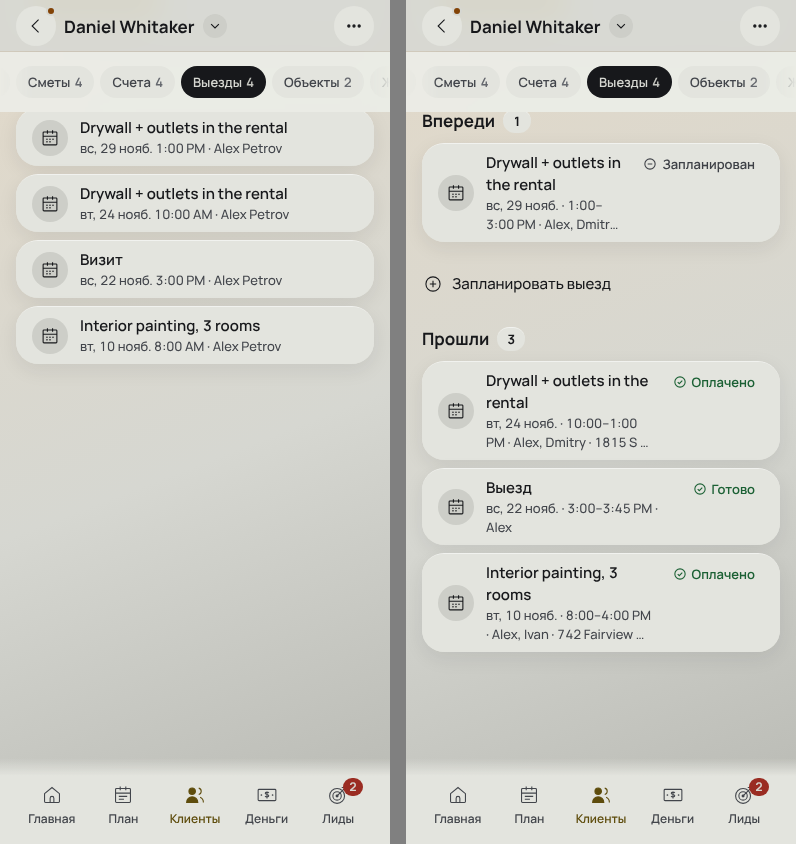 Daniel Whitaker
Сметы 4
Счета 4
Выезды 4
Объекты 2
Drywall + outlets in the rental
вс, 29 нояб. 1:00 PM · Alex Petrov
Drywall + outlets in the rental
вт, 24 нояб. 10:00 AM · Alex Petrov
Визит
вс, 22 нояб. 3:00 PM · Alex Petrov
Interior painting, 3 rooms
вт, 10 нояб. 8:00 AM · Alex Petrov
Главная
План
Клиенты
Деньги
2
Лиды
Daniel Whitaker
Сметы 4
Счета 4
Выезды 4
Объекты 2
Впереди 1
Drywall + outlets in
the rental
Запланирован
вс, 29 нояб. · 1:00–
3:00 PM · Alex, Dmitr...
Запланировать выезд
Прошли 3
Drywall + outlets in the
rental
Оплачено
вт, 24 нояб. · 10:00–1:00
PM · Alex, Dmitry · 1815 S ...
Выезд
Готово
вс, 22 нояб. · 3:00–3:45 PM ·
Alex
Interior painting, 3
rooms
Оплачено
вт, 10 нояб. · 8:00–4:00 PM
· Alex, Ivan · 742 Fairview ...
Главная
План
Клиенты
Деньги
2
Лиды